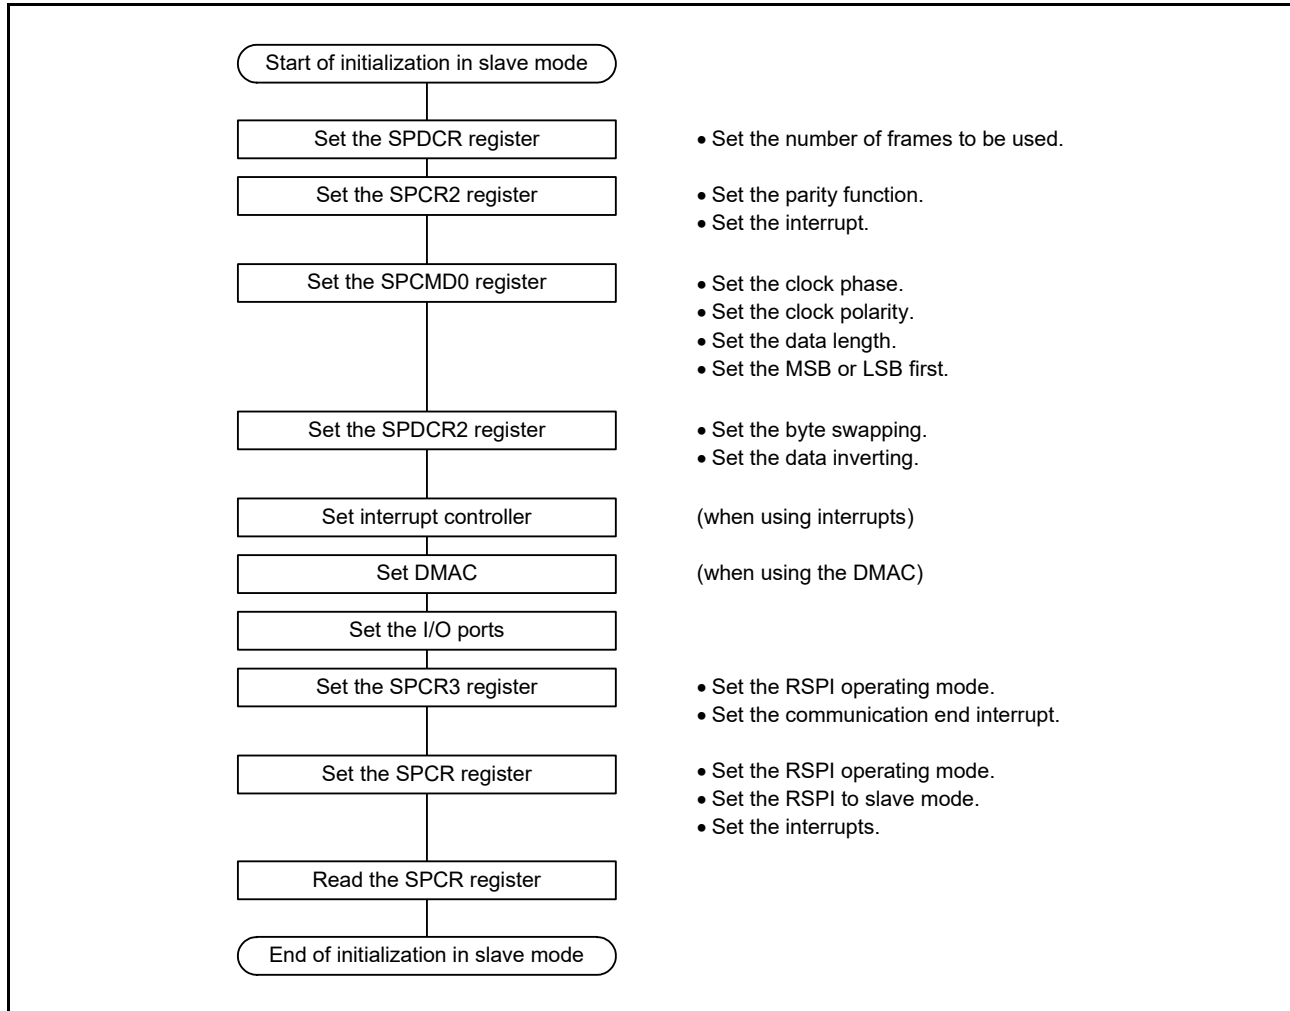 Start of initialization in slave mode
Set the SPDCR register
• Set the number of frames to be used.
Set the SPCR2 register
• Set the parity function.
• Set the interrupt.
Set the SPCMD0 register
• Set the clock phase.
• Set the clock polarity.
• Set the data length.
• Set the MSB or LSB first.
Set the SPDCR2 register
• Set the byte swapping.
• Set the data inverting.
Set interrupt controller
(when using interrupts)
Set DMAC
(when using the DMAC)
Set the I/O ports
Set the SPCR3 register
• Set the RSPI operating mode.
• Set the communication end interrupt.
Set the SPCR register
• Set the RSPI operating mode.
• Set the RSPI to slave mode.
• Set the interrupts.
Read the SPCR register
End of initialization in slave mode